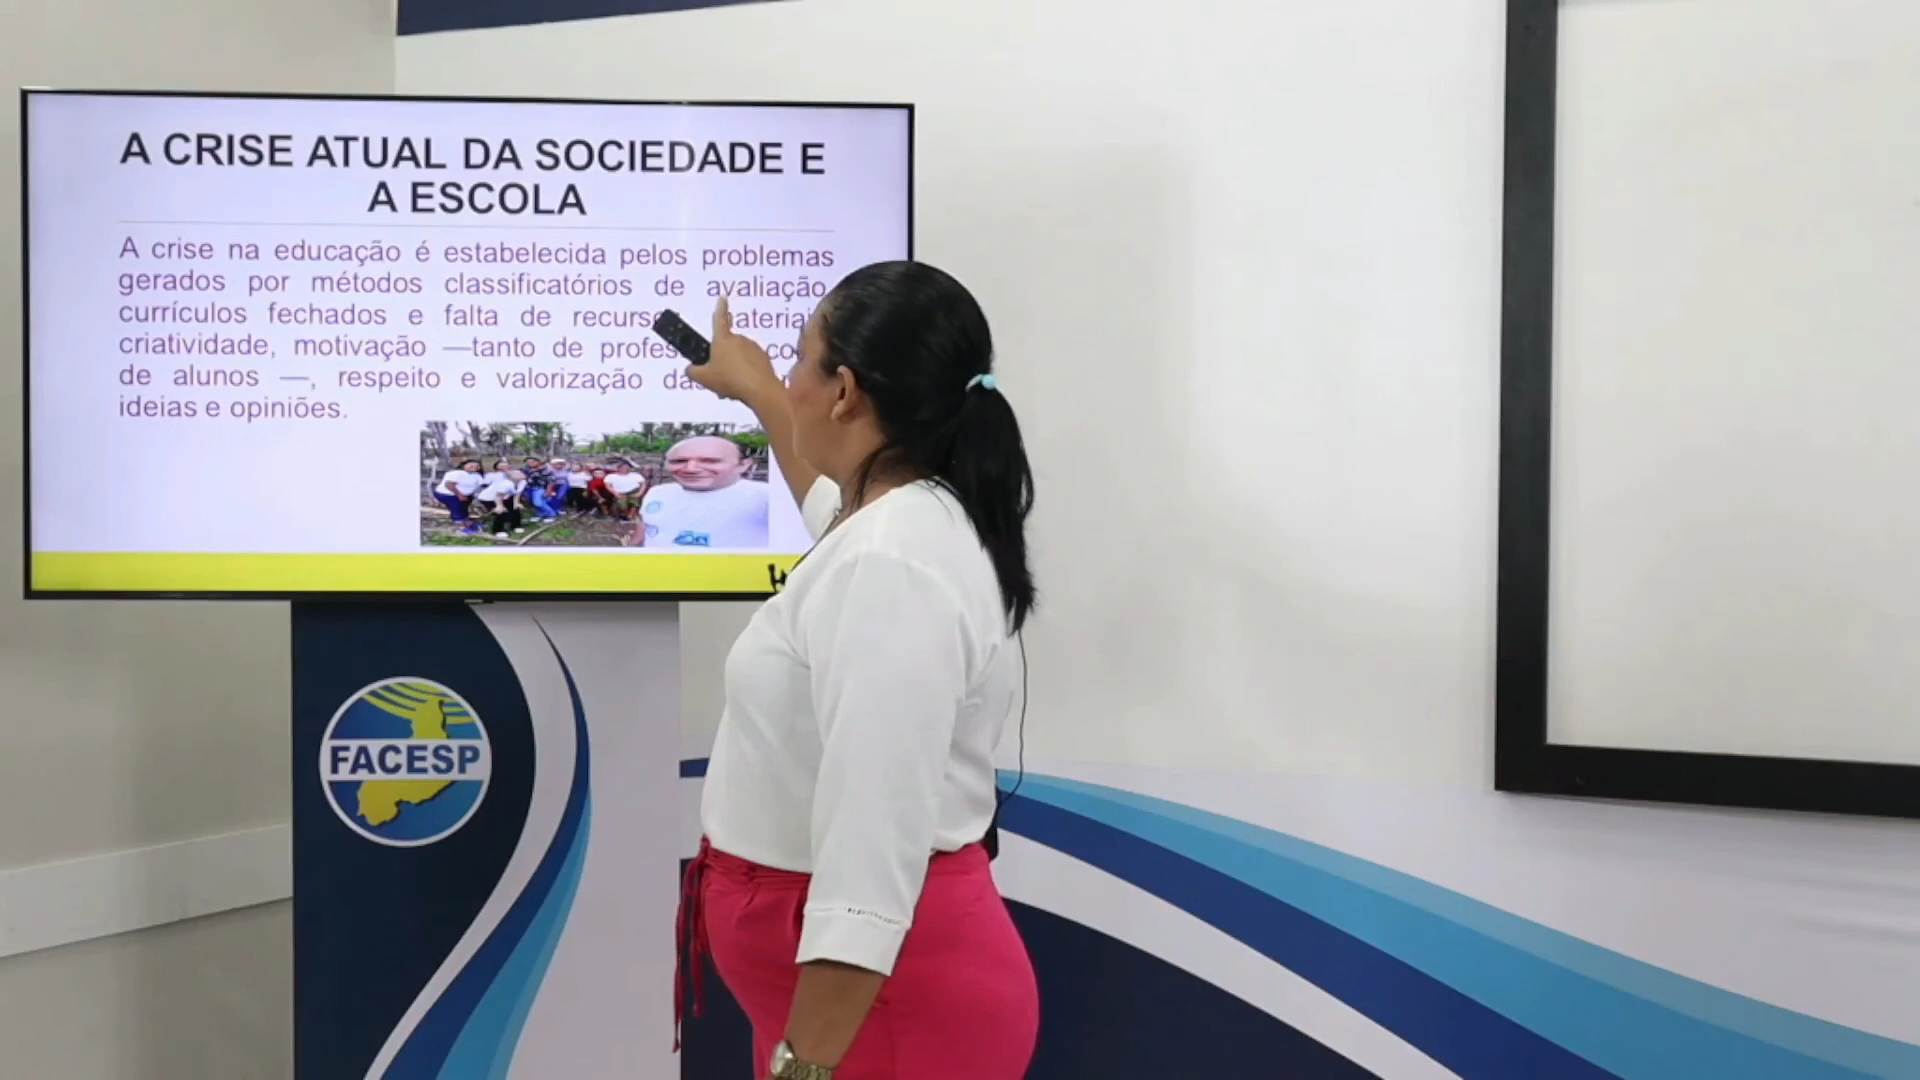 A CRISE ATUAL DA SOCIEDADE E
A ESCOLA
A crise na educação é estabelecida pelos problemas
gerados por métodos classificatórios de avaliação,
currículos fechados e falta de
criatividade, motivação —tanto de
de alunos —, respeito e valorização
ideias e opiniões.
FACESP